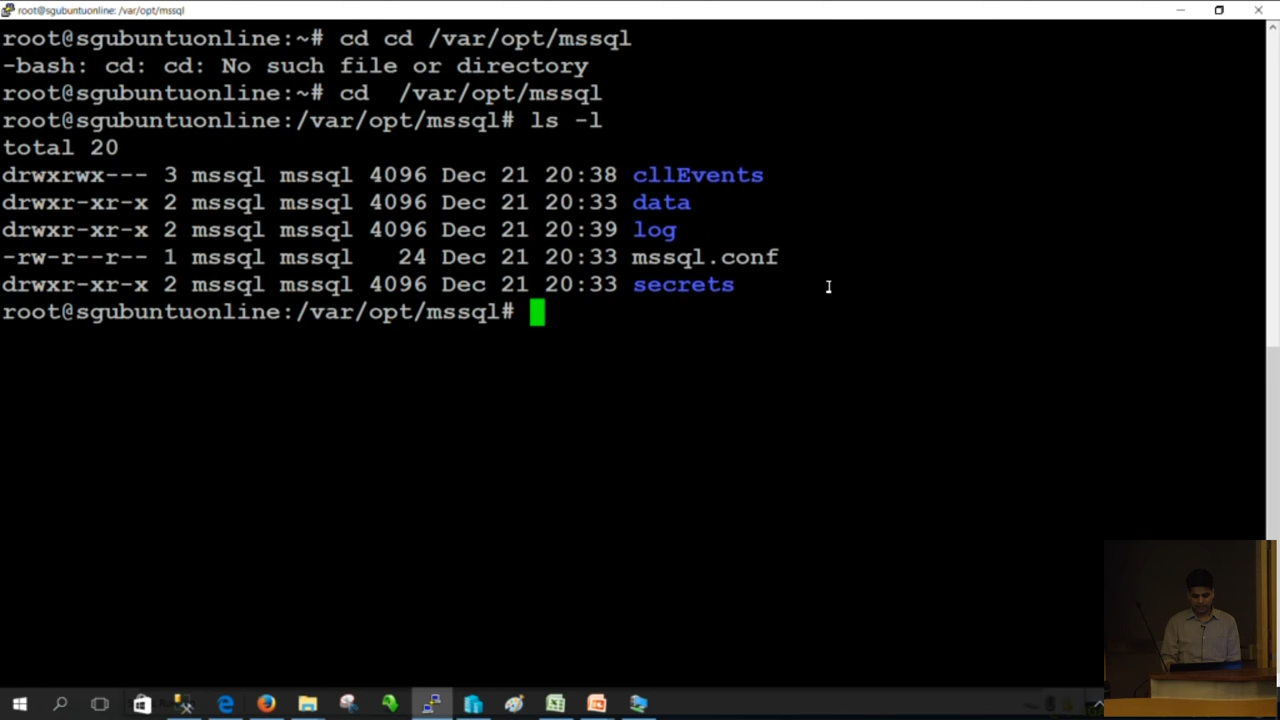 root@sgubuntuonline: /var/opt/mssql
root@sgubuntuonline:~# cd cd /var/opt/mssql
-bash: cd: cd: No such file or directory
root@sgubuntuonline:~# cd  /var/opt/mssql
root@sgubuntuonline:/var/opt/mssql# ls -l
total 20
drwxrwx--- 3 mssql mssql 4096 Dec 21 20:38 cllEvents
drwxr-xr-x 2 mssql mssql 4096 Dec 21 20:33 data
drwxr-xr-x 2 mssql mssql 4096 Dec 21 20:39 log
-rw-r--r-- 1 mssql mssql   24 Dec 21 20:33 mssql.conf
drwxr-xr-x 2 mssql mssql 4096 Dec 21 20:33 secrets
root@sgubuntuonline:/var/opt/mssql#